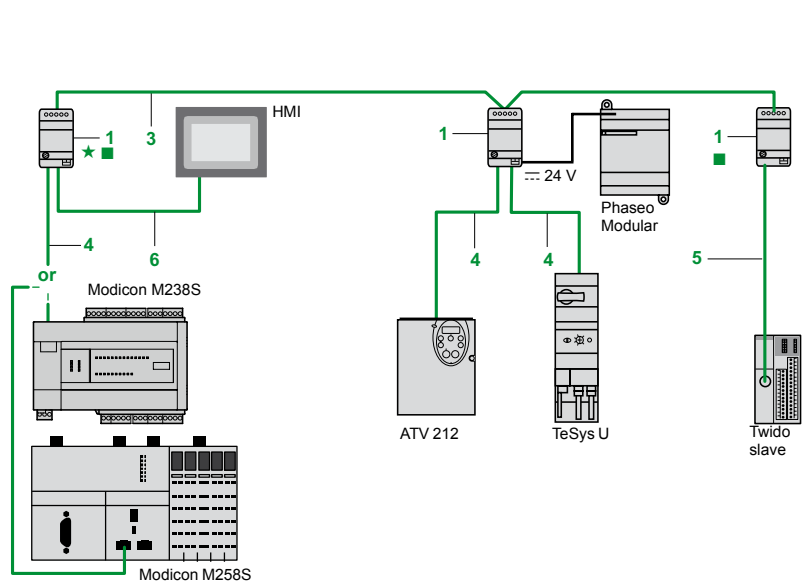 HMI
1
3
1
1
★ ■
■
24 V
Phaseo
Modular
4
6
4
4
5
or
Modicon M238S
ATV 212
TeSys U
Twido
slave
Modicon M258S